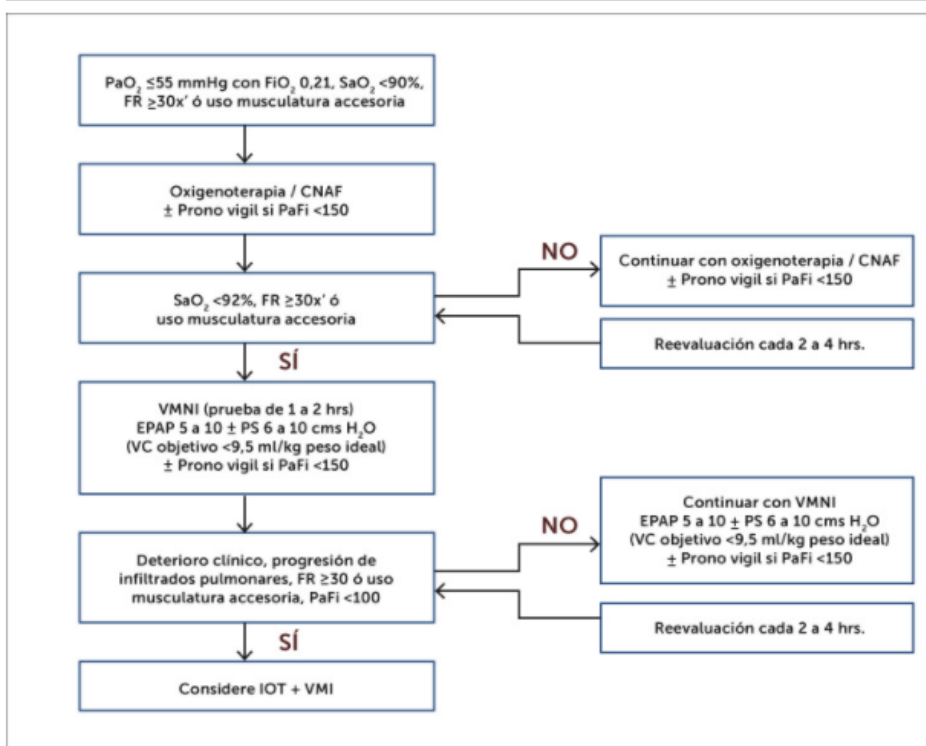 PaO₂ ≤55 mmHg con FiO₂ 0,21, SaO₂ <90%,
FR ≥30x’ ó uso musculatura accesoria
Oxigenoterapia / CNAF
± Prono vigil si PaFi <150
SaO₂ <92%, FR ≥30x’ ó
uso musculatura accesoria
NO
Continuar con oxigenoterapia / CNAF
± Prono vigil si PaFi <150
Reevaluación cada 2 a 4 hrs.
SÍ
VMNI (prueba de 1 a 2 hrs)
EPAP 5 a 10 ± PS 6 a 10 cms H₂O
(VC objetivo <9,5 ml/kg peso ideal)
± Prono vigil si PaFi <150
Deterioro clínico, progresión de
infiltrados pulmonares, FR ≥30 ó uso
musculatura accesoria, PaFi <100
NO
Continuar con VMNI
EPAP 5 a 10 ± PS 6 a 10 cms H₂O
(VC objetivo <9,5 ml/kg peso ideal)
± Prono vigil si PaFi <150
Reevaluación cada 2 a 4 hrs.
SÍ
Considere IOT + VMI